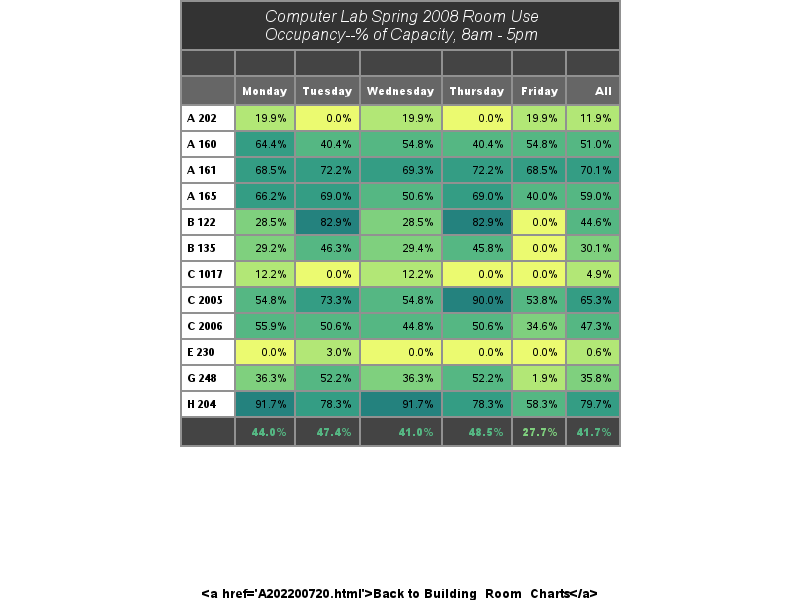 Computer Lab Spring 2008 Room Use
Occupancy--% of Capacity, 8am - 5pm
Monday Tuesday Wednesday Thursday Friday All
A 202 19.9% 0.0% 19.9% 0.0% 19.9% 11.9%
A 160 64.4% 40.4% 54.8% 40.4% 54.8% 51.0%
A 161 68.5% 72.2% 69.3% 72.2% 68.5% 70.1%
A 165 66.2% 69.0% 50.6% 69.0% 40.0% 59.0%
B 122 28.5% 82.9% 28.5% 82.9% 0.0% 44.6%
B 135 29.2% 46.3% 29.4% 45.8% 0.0% 30.1%
C 1017 12.2% 0.0% 12.2% 0.0% 0.0% 4.9%
C 2005 54.8% 73.3% 54.8% 90.0% 53.8% 65.3%
C 2006 55.9% 50.6% 44.8% 50.6% 34.6% 47.3%
E 230 0.0% 3.0% 0.0% 0.0% 0.0% 0.6%
G 248 36.3% 52.2% 36.3% 52.2% 1.9% 35.8%
H 204 91.7% 78.3% 91.7% 78.3% 58.3% 79.7%
44.0% 47.4% 41.0% 48.5% 27.7% 41.7%
<a href='A202200720.html'>Back to Building_Room_Charts</a>